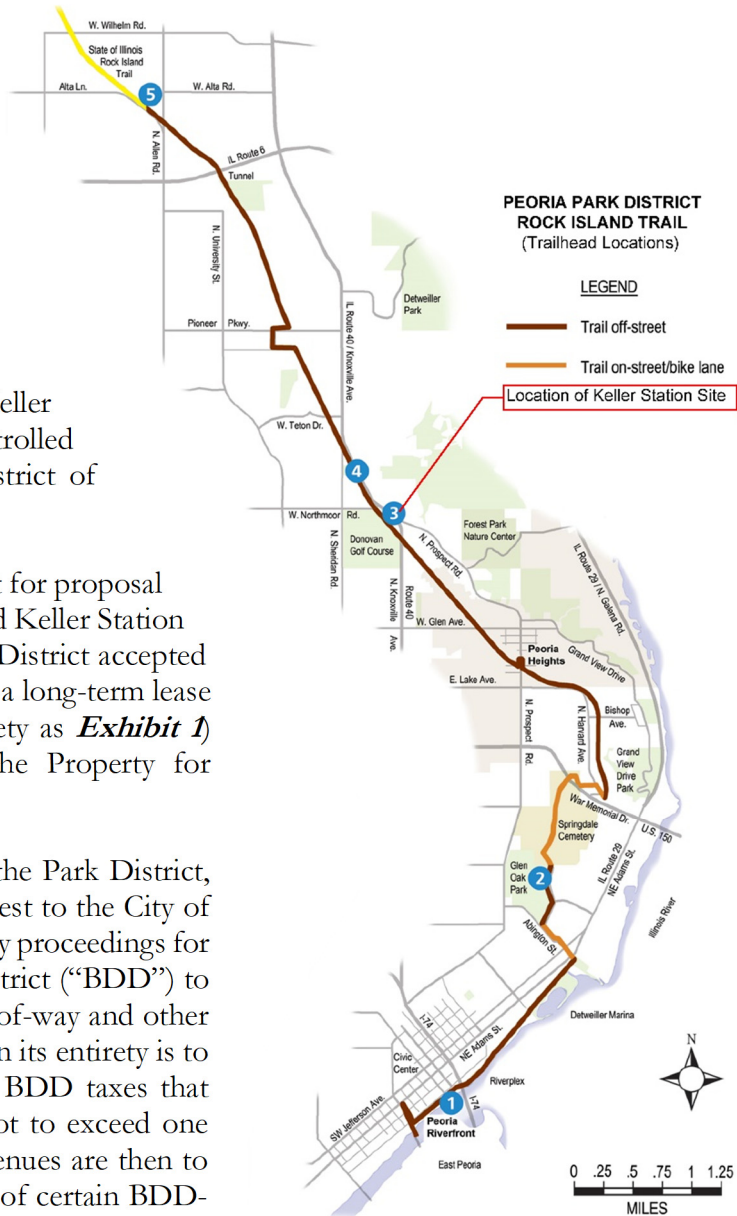 W. Wilhelm Rd.
State of Illinois
Rock Island
Trail
Alta Ln.
5
W. Alta Rd.
N. Allen Rd.
IL Route 6
Tunnel
N. University St.
Pioneer Pkwy.
IL Route 40 / Knoxville Ave.
Detweiller
Park
PEORIA PARK DISTRICT
ROCK ISLAND TRAIL
(Trailhead Locations)
LEGEND
Trail off-street
Trail on-street/bike lane
Location of Keller Station Site
W. Teton Dr.
4
W. Northmoor Rd.
3
N. Sheridan Rd.
Donovan
Golf Course
N. Prospect Rd.
Forest Park
Nature Center
IL Route 29 / N. Galena Rd.
Route 40
N. Knoxville Ave.
W. Glen Ave.
Peoria
Heights
Grand View Drive
E. Lake Ave.
N. Prospect Rd.
N. Harvard Ave.
Bishop
Ave.
Grand
View
Drive
Park
War Memorial Dr.
U.S. 150
Springdale
Cemetery
Glen
Oak
Park
2
IL Route 29
NE Adams St.
Illinois River
Abington St.
Detweiller Marina
I-74
NE Adams St.
Civic
Center
Riverplex
SW Jefferson Ave.
1
I-74
Peoria
Riverfront
East Peoria
N
0 .25 .5 .75 1 1.25
MILES
eller
trolled
strict of
for proposal
d Keller Station
District accepted
a long-term lease
ety as Exhibit 1)
he Property for
the Park District,
est to the City of
y proceedings for
strict (“BDD”) to
of-way and other
n its entirety is to
BDD taxes that
ot to exceed one
enues are then to
of certain BDD-